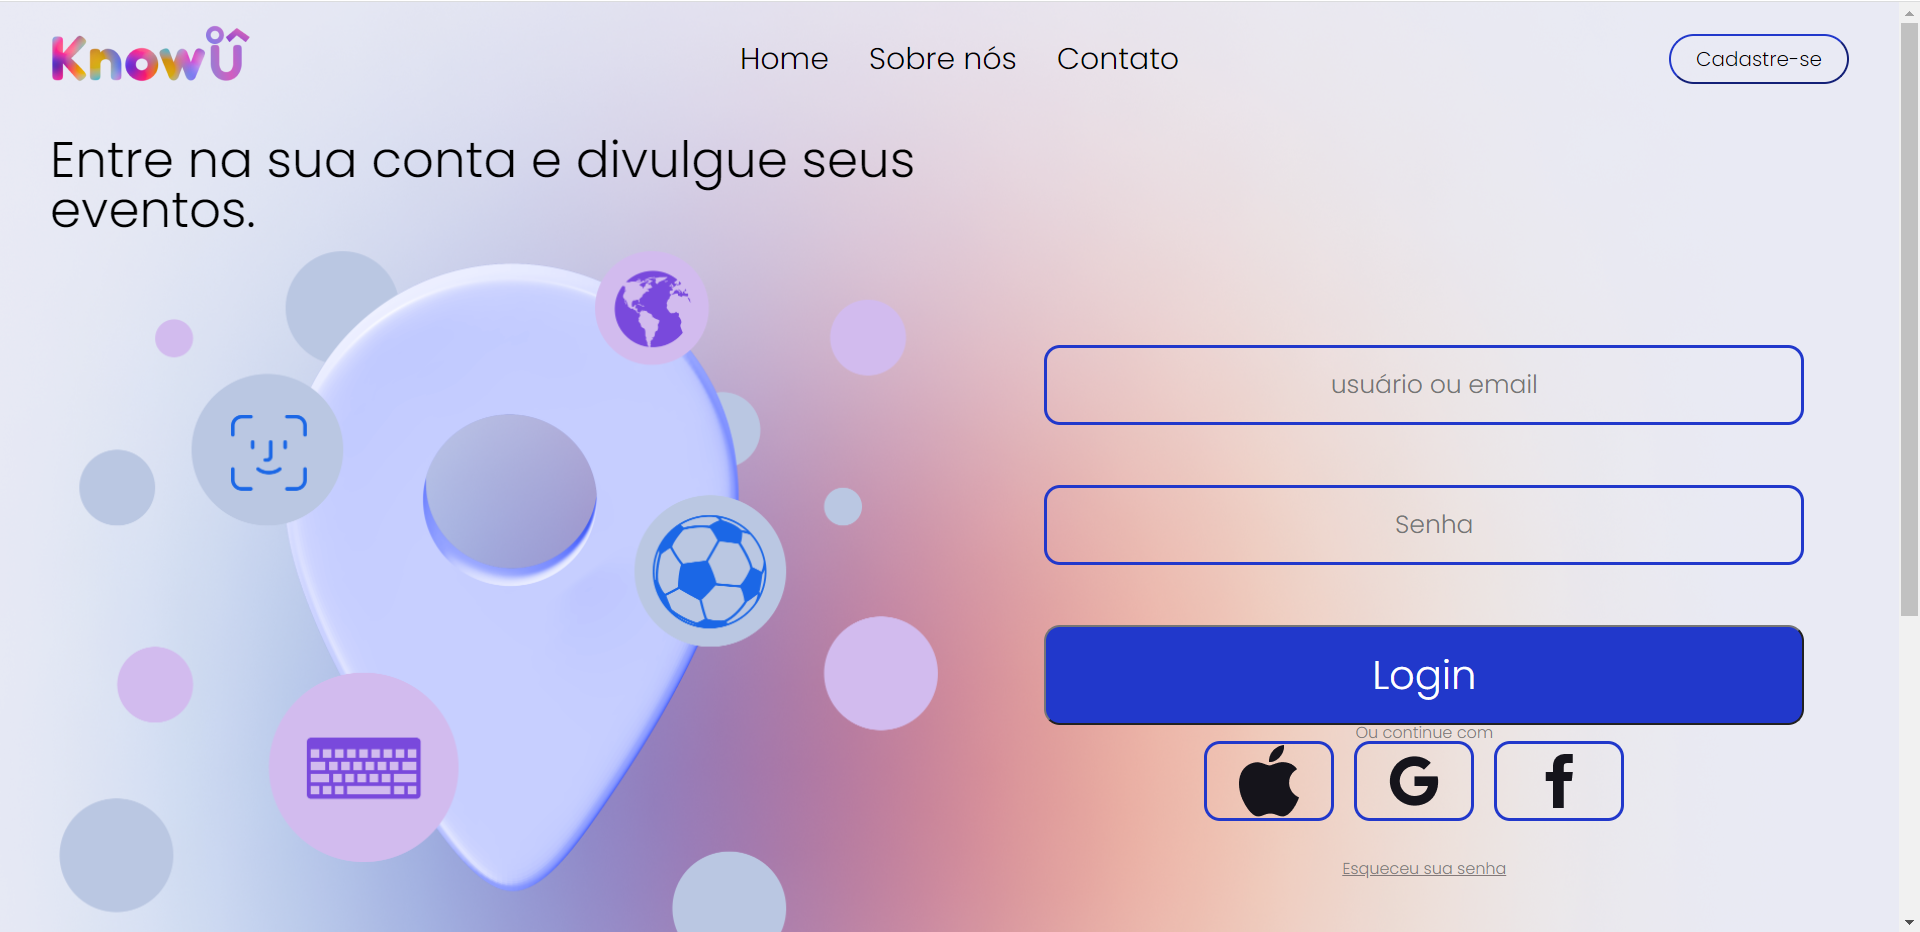 Knowů̂
Home Sobre nós Contato
Cadastre-se
Entre na sua conta e divulgue seus
eventos.
usuário ou email
Senha
Login
Ou continue com
Esqueceu sua senha